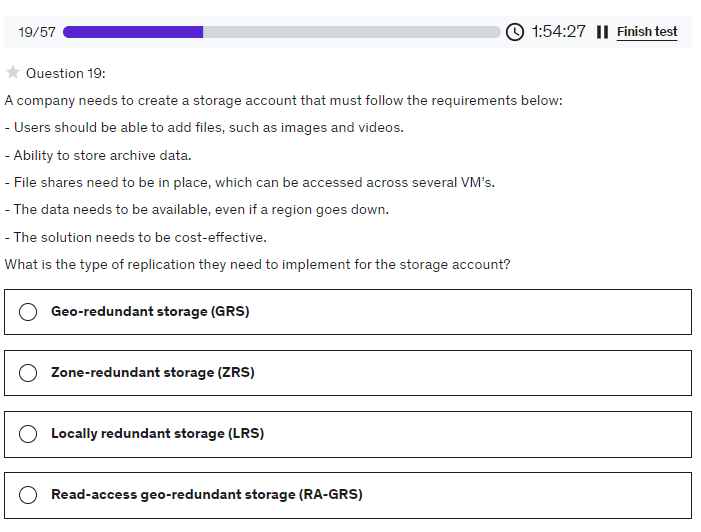 19/57 1:54:27 Finish test
Question 19:
A company needs to create a storage account that must follow the requirements below:
- Users should be able to add files, such as images and videos.
- Ability to store archive data.
- File shares need to be in place, which can be accessed across several VM's.
- The data needs to be available, even if a region goes down.
- The solution needs to be cost-effective.
What is the type of replication they need to implement for the storage account?
Geo-redundant storage (GRS)
Zone-redundant storage (ZRS)
Locally redundant storage (LRS)
Read-access geo-redundant storage (RA-GRS)